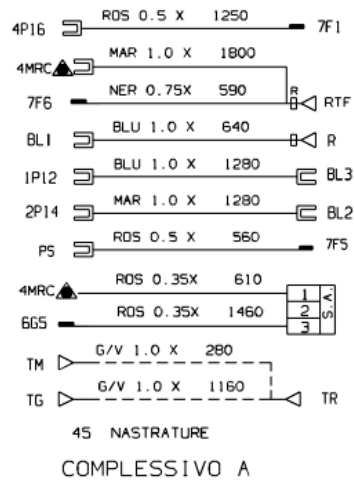 4P16 ROS 0.5 X 1250 7F1
4MRC MAR 1.0 X 1800
7F6 NER 0.75X 590 R RTF
BL1 BLU 1.0 X 640 R
1P12 BLU 1.0 X 1280 BL3
2P14 MAR 1.0 X 1280 BL2
PS ROS 0.5 X 560 7F5
4MRC ROS 0.35X 610 1
2 S.A.
6G5 ROS 0.35X 1460 3
TM G/V 1.0 X 280
TG G/V 1.0 X 1160 TR
45 NASTRATURE
COMPLESSIVO A